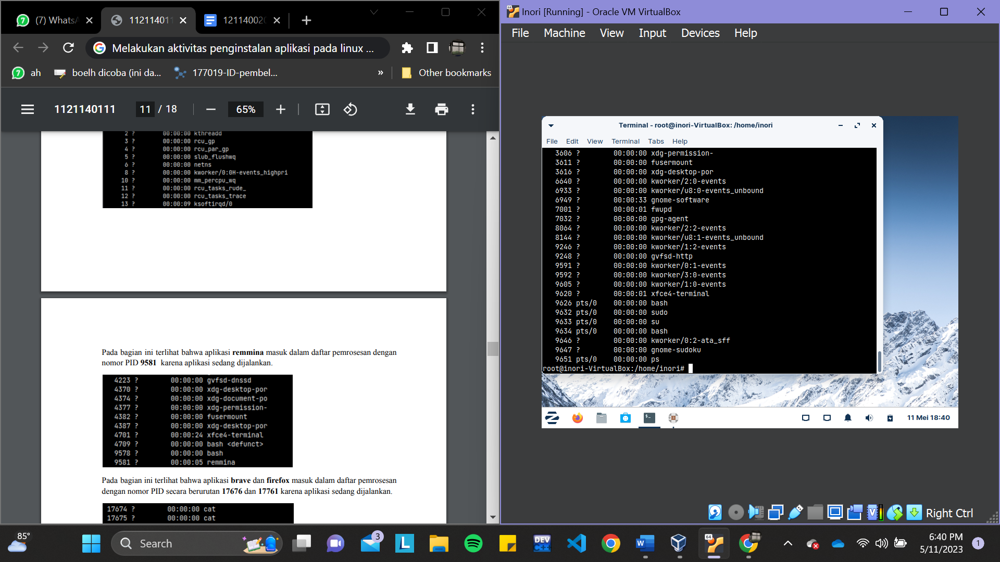 (7) WhatsA
112114011
121140020
Melakukan aktivitas penginstalan aplikasi pada linux ...
ah
boelh dicoba (ini da...
177019-ID-pembel...
»
Other bookmarks
1121140111
11 / 18
65%
2 ? 00:00:00 kthreadd
3 ? 00:00:00 rcu_gp
4 ? 00:00:00 rcu_par_gp
5 ? 00:00:00 slub_flushwq
6 ? 00:00:00 netns
8 ? 00:00:00 kworker/0:0H-events_highpri
10 ? 00:00:00 mm_percpu_wq
11 ? 00:00:00 rcu_tasks_rude_
12 ? 00:00:00 rcu_tasks_trace
13 ? 00:00:09 ksoftirqd/0
Pada bagian ini terlihat bahwa aplikasi remmina masuk dalam daftar pemrosesan dengan
nomor PID 9581 karena aplikasi sedang dijalankan.
4223 ? 00:00:00 gvfsd-dnssd
4370 ? 00:00:00 xdg-desktop-por
4374 ? 00:00:00 xdg-document-po
4377 ? 00:00:00 xdg-permission-
4382 ? 00:00:00 fusermount
4387 ? 00:00:00 xdg-desktop-por
4701 ? 00:00:24 xfce4-terminal
4709 ? 00:00:00 bash <defunct>
9578 ? 00:00:00 bash
9581 ? 00:00:05 remmina
Pada bagian ini terlihat bahwa aplikasi brave dan firefox masuk dalam daftar pemrosesan
dengan nomor PID secara berurutan 17676 dan 17761 karena aplikasi sedang dijalankan.
17674 ? 00:00:00 cat
17675 ? 00:00:00 cat
Inori [Running] - Oracle VM VirtualBox
File Machine View Input Devices Help
Terminal - root@inori-VirtualBox: /home/inori
File Edit View Terminal Tabs Help
3606 ? 00:00:00 xdg-permission-
3611 ? 00:00:00 fusermount
3616 ? 00:00:00 xdg-desktop-por
6640 ? 00:00:00 kworker/2:0-events
6933 ? 00:00:00 kworker/u8:0-events_unbound
6949 ? 00:00:33 gnome-software
7001 ? 00:00:01 fwupd
7032 ? 00:00:00 gpg-agent
8064 ? 00:00:00 kworker/2:2-events
8144 ? 00:00:00 kworker/u8:1-events_unbound
9246 ? 00:00:00 kworker/1:2-events
9248 ? 00:00:00 gvfsd-http
9591 ? 00:00:00 kworker/0:1-events
9592 ? 00:00:00 kworker/3:0-events
9605 ? 00:00:00 kworker/1:0-events
9620 ? 00:00:01 xfce4-terminal
9626 pts/0 00:00:00 bash
9632 pts/0 00:00:00 sudo
9633 pts/0 00:00:00 su
9634 pts/0 00:00:00 bash
9646 ? 00:00:00 kworker/0:2-ata_sff
9647 ? 00:00:00 gnome-sudoku
9651 pts/0 00:00:00 ps
root@inori-VirtualBox:/home/inori#
11 Mei 18:40
Right Ctrl
85°
Search
3
L
DEV
C++
W
64
6:40 PM
5/11/2023
1